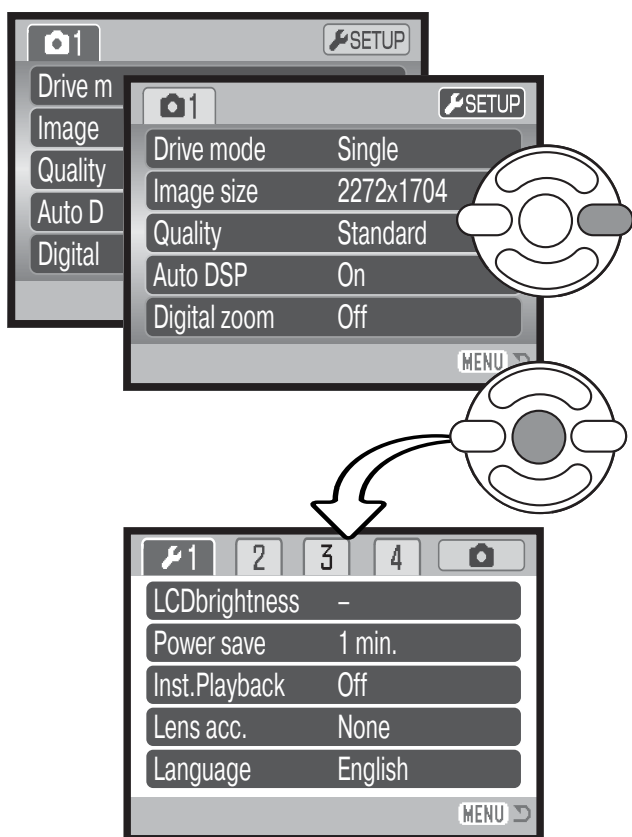 1 SETUP
Drive m
Image
Quality
Auto D
Digital
1 SETUP
Drive mode Single
Image size 2272x1704
Quality Standard
Auto DSP On
Digital zoom Off
MENU
1 2 3 4
LCDbrightness –
Power save 1 min.
Inst.Playback Off
Lens acc. None
Language English
MENU